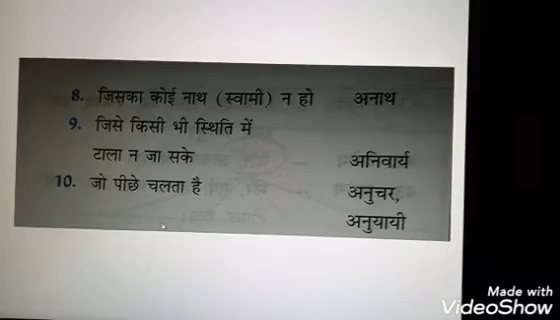 8. जिसका कोई नाथ (स्वामी) न हो अनाथ
9. जिसे किसी भी स्थिति में
टाला न जा सके अनिवार्य
10. जो पीछे चलता है अनुचर,
अनुयायी
Made with
VideoShow